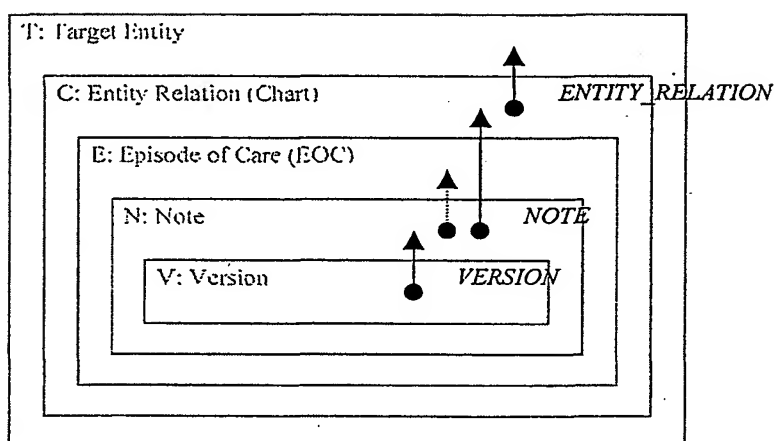 T: Target Entity
C: Entity Relation (Chart)
ENTITY_RELATION
E: Episode of Care (EOC)
N: Note
NOTE
V: Version
VERSION